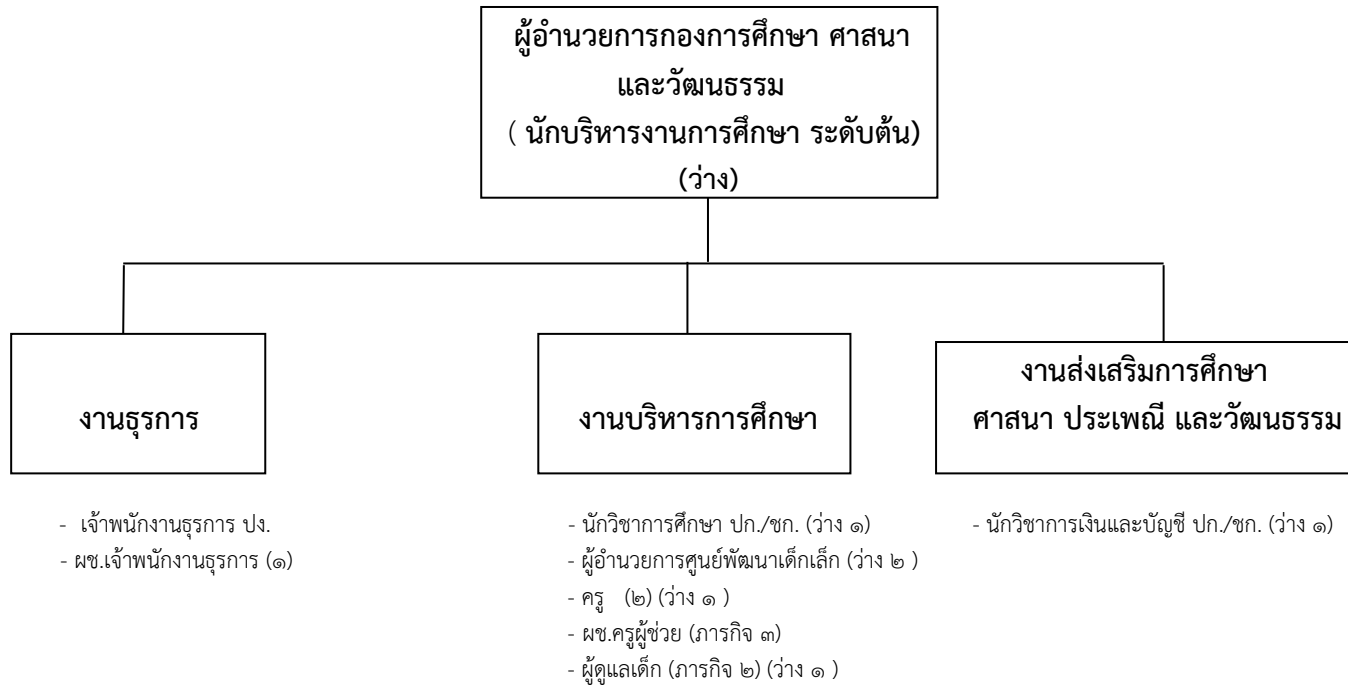 ผู้อำนวยการกองการศึกษา ศาสนา
และวัฒนธรรม
( นักบริหารงานการศึกษา ระดับต้น)
(ว่าง)
งานธุรการ
- เจ้าพนักงานธุรการ ปง.
- ผช.เจ้าพนักงานธุรการ (๑)
งานบริหารการศึกษา
- นักวิชาการศึกษา ปก./ชก. (ว่าง ๑)
- ผู้อำนวยการศูนย์พัฒนาเด็กเล็ก (ว่าง ๒ )
- ครู (๒) (ว่าง ๑ )
- ผช.ครูผู้ช่วย (ภารกิจ ๓)
- ผู้ดูแลเด็ก (ภารกิจ ๒) (ว่าง ๑ )
งานส่งเสริมการศึกษา
ศาสนา ประเพณี และวัฒนธรรม
- นักวิชาการเงินและบัญชี ปก./ชก. (ว่าง ๑)